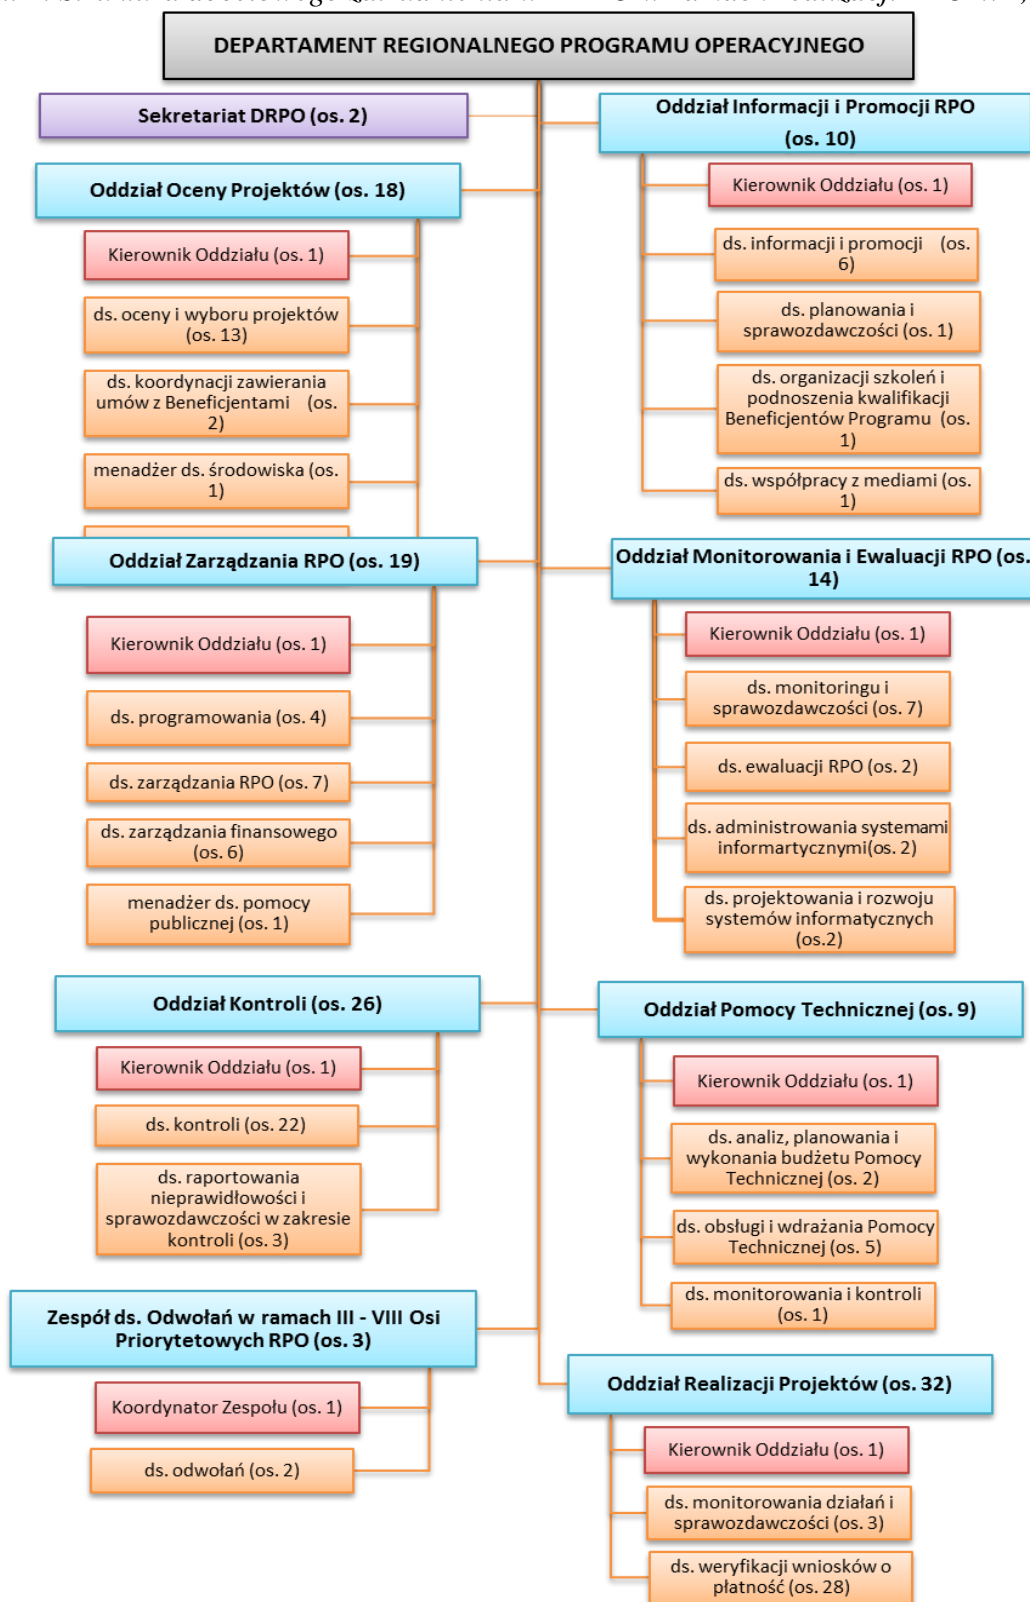 DEPARTAMENT REGIONALNEGO PROGRAMU OPERACYJNEGO
Sekretariat DRPO (os. 2)
Oddział Informacji i Promocji RPO
(os. 10)
Kierownik Oddziału (os. 1)
ds. informacji i promocji (os.
6)
ds. planowania i
sprawozdawczości (os. 1)
ds. organizacji szkoleń i
podnoszenia kwalifikacji
Beneficjentów Programu (os.
1)
ds. współpracy z mediami (os.
1)
Oddział Oceny Projektów (os. 18)
Kierownik Oddziału (os. 1)
ds. oceny i wyboru projektów
(os. 13)
ds. koordynacji zawierania
umów z Beneficjentami (os.
2)
menadżer ds. środowiska (os.
1)
Oddział Zarządzania RPO (os. 19)
Kierownik Oddziału (os. 1)
ds. programowania (os. 4)
ds. zarządzania RPO (os. 7)
ds. zarządzania finansowego
(os. 6)
menadżer ds. pomocy
publicznej (os. 1)
Oddział Monitorowania i Ewaluacji RPO (os.
14)
Kierownik Oddziału (os. 1)
ds. monitoringu i
sprawozdawczości (os. 7)
ds. ewaluacji RPO (os. 2)
ds. administrowania systemami
informartycznymi(os. 2)
ds. projektowania i rozwoju
systemów informatycznych
(os.2)
Oddział Kontroli (os. 26)
Kierownik Oddziału (os. 1)
ds. kontroli (os. 22)
ds. raportowania
nieprawidłowości i
sprawozdawczości w zakresie
kontroli (os. 3)
Oddział Pomocy Technicznej (os. 9)
Kierownik Oddziału (os. 1)
ds. analiz, planowania i
wykonania budżetu Pomocy
Technicznej (os. 2)
ds. obsługi i wdrażania Pomocy
Technicznej (os. 5)
ds. monitorowania i kontroli
(os. 1)
Zespół ds. Odwołań w ramach III - VIII Osi
Priorytetowych RPO (os. 3)
Koordynator Zespołu (os. 1)
ds. odwołań (os. 2)
Oddział Realizacji Projektów (os. 32)
Kierownik Oddziału (os. 1)
ds. monitorowania działań i
sprawozdawczości (os. 3)
ds. weryfikacji wniosków o
płatność (os. 28)